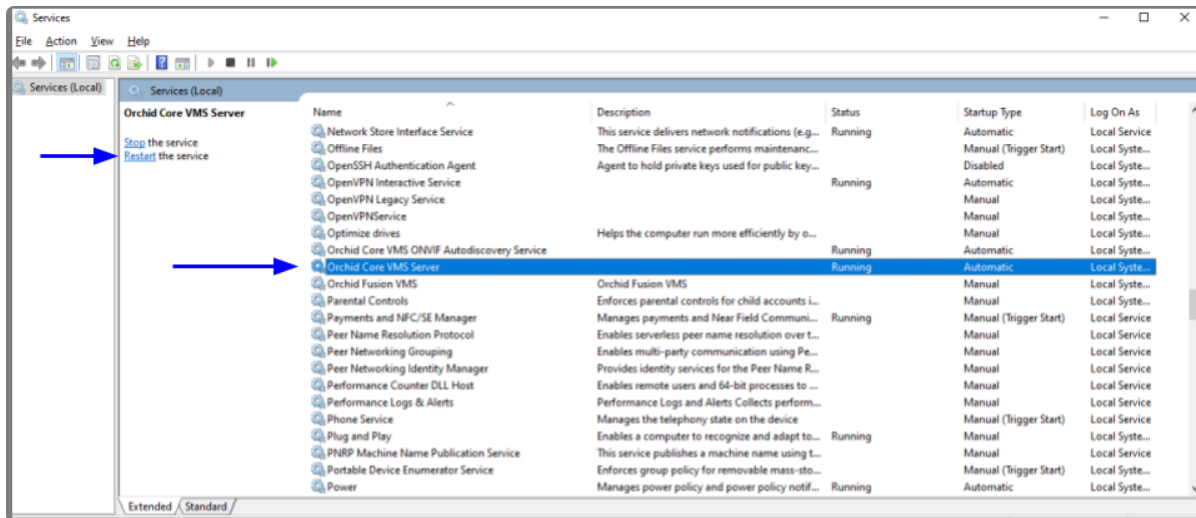 Services
File Action View Help
Services (Local)
Services (Local)
Orchid Core VMS Server
Stop the service
Restart the service
Name Description Status Startup Type Log On As
Network Store Interface Service This service delivers network notifications (e.g... Running Automatic Local Service
Offline Files The Offline Files service performs maintenanc... Manual (Trigger Start) Local Syste...
OpenSSH Authentication Agent Agent to hold private keys used for public key... Disabled Local Syste...
OpenVPN Interactive Service Running Automatic Local Syste...
OpenVPN Legacy Service Manual Local Syste...
OpenVPNService Manual Local Syste...
Optimize drives Helps the computer run more efficiently by o... Manual Local Syste...
Orchid Core VMS ONVIF Autodiscovery Service Running Automatic Local Syste...
Orchid Core VMS Server Running Automatic Local Syste...
Orchid Fusion VMS Orchid Fusion VMS Manual Local Syste...
Parental Controls Enforces parental controls for child accounts i... Manual Local Syste...
Payments and NFC/SE Manager Manages payments and Near Field Communi... Running Manual (Trigger Start) Local Service
Peer Name Resolution Protocol Enables serverless peer name resolution over t... Manual Local Service
Peer Networking Grouping Enables multi-party communication using Pe... Manual Local Service
Peer Networking Identity Manager Provides identity services for the Peer Name R... Manual Local Service
Performance Counter DLL Host Enables remote users and 64-bit processes to ... Manual Local Service
Performance Logs & Alerts Performance Logs and Alerts Collects perform... Manual Local Service
Phone Service Manages the telephony state on the device Manual (Trigger Start) Local Service
Plug and Play Enables a computer to recognize and adapt to... Running Manual Local Syste...
PNRP Machine Name Publication Service This service publishes a machine name using t... Manual Local Service
Portable Device Enumerator Service Enforces group policy for removable mass-sto... Manual (Trigger Start) Local Syste...
Power Manages power policy and power policy notif... Running Automatic Local Syste...
Extended Standard